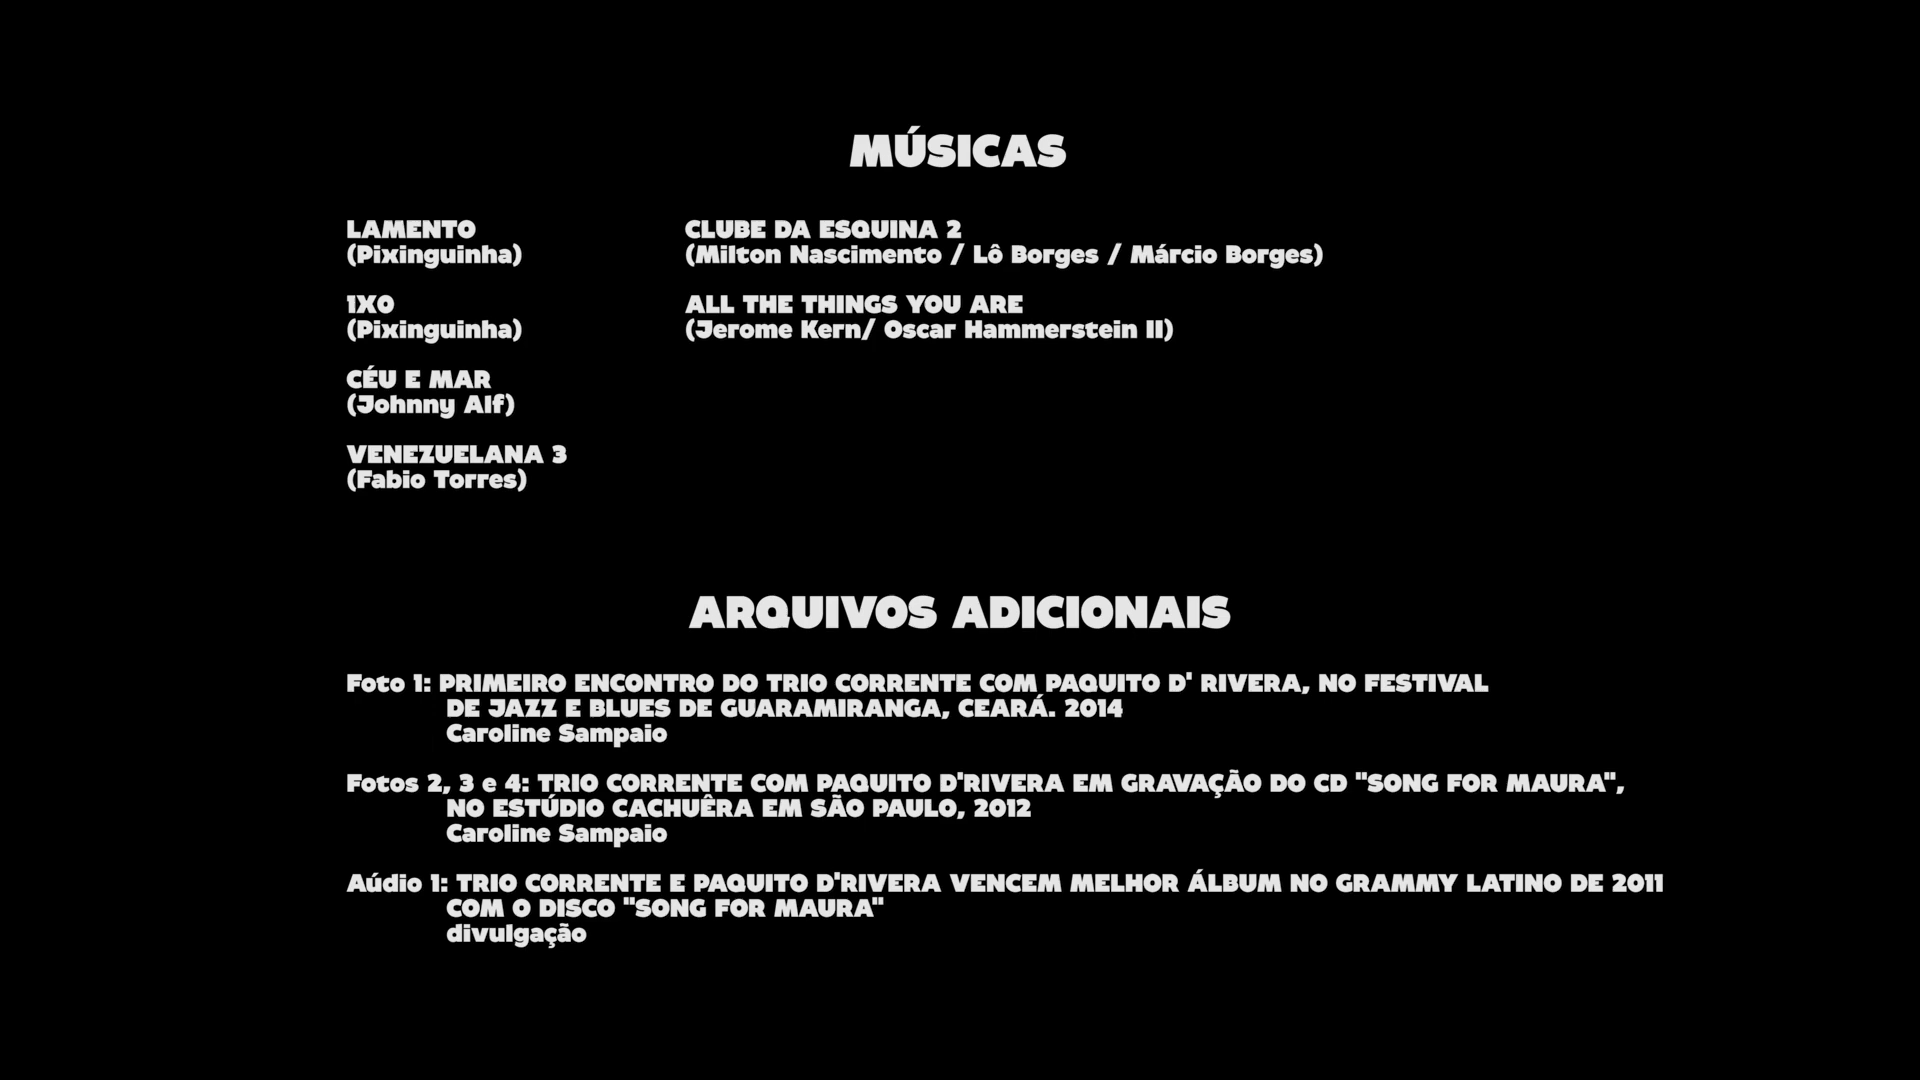 MÚSICAS
LAMENTO
(Pixinguinha)
1X0
(Pixinguinha)
CÉU E MAR
(Johnny Alf)
VENEZUELANA 3
(Fabio Torres)
CLUBE DA ESQUINA 2
(Milton Nascimento / Lô Borges / Márcio Borges)
ALL THE THINGS YOU ARE
(Jerome Kern/ Oscar Hammerstein II)
ARQUIVOS ADICIONAIS
Foto 1: PRIMEIRO ENCONTRO DO TRIO CORRENTE COM PAQUITO D' RIVERA, NO FESTIVAL
DE JAZZ E BLUES DE GUARAMIRANGA, CEARÁ. 2014
Caroline Sampaio
Fotos 2, 3 e 4: TRIO CORRENTE COM PAQUITO D'RIVERA EM GRAVAÇÃO DO CD "SONG FOR MAURA",
NO ESTÚDIO CACHUÊRA EM SÃO PAULO, 2012
Caroline Sampaio
Aúdio 1: TRIO CORRENTE E PAQUITO D'RIVERA VENCEM MELHOR ÁLBUM NO GRAMMY LATINO DE 2011
COM O DISCO "SONG FOR MAURA"
divulgação